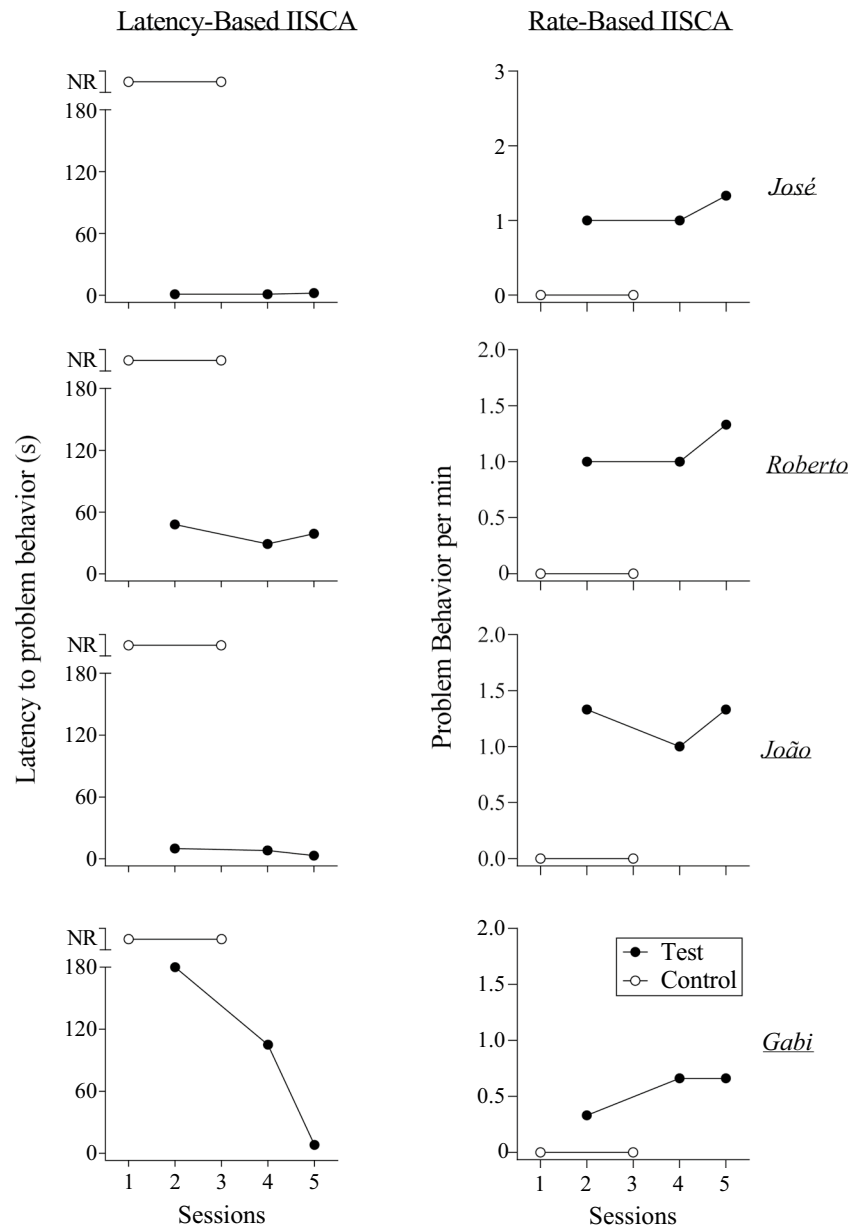 Latency-Based IISCA
Rate-Based IISCA
NR
180
120
60
0
3
2
1
0
José
NR
180
120
60
0
2.0
1.5
1.0
0.5
0
Roberto
Latency to problem behavior (s)
Problem Behavior per min
NR
180
120
60
0
2.0
1.5
1.0
0.5
0.0
João
NR
180
120
60
0
1 2 3 4 5
Sessions
2.0
1.5
1.0
0.5
0
Test
Control
Gabi
1 2 3 4 5
Sessions